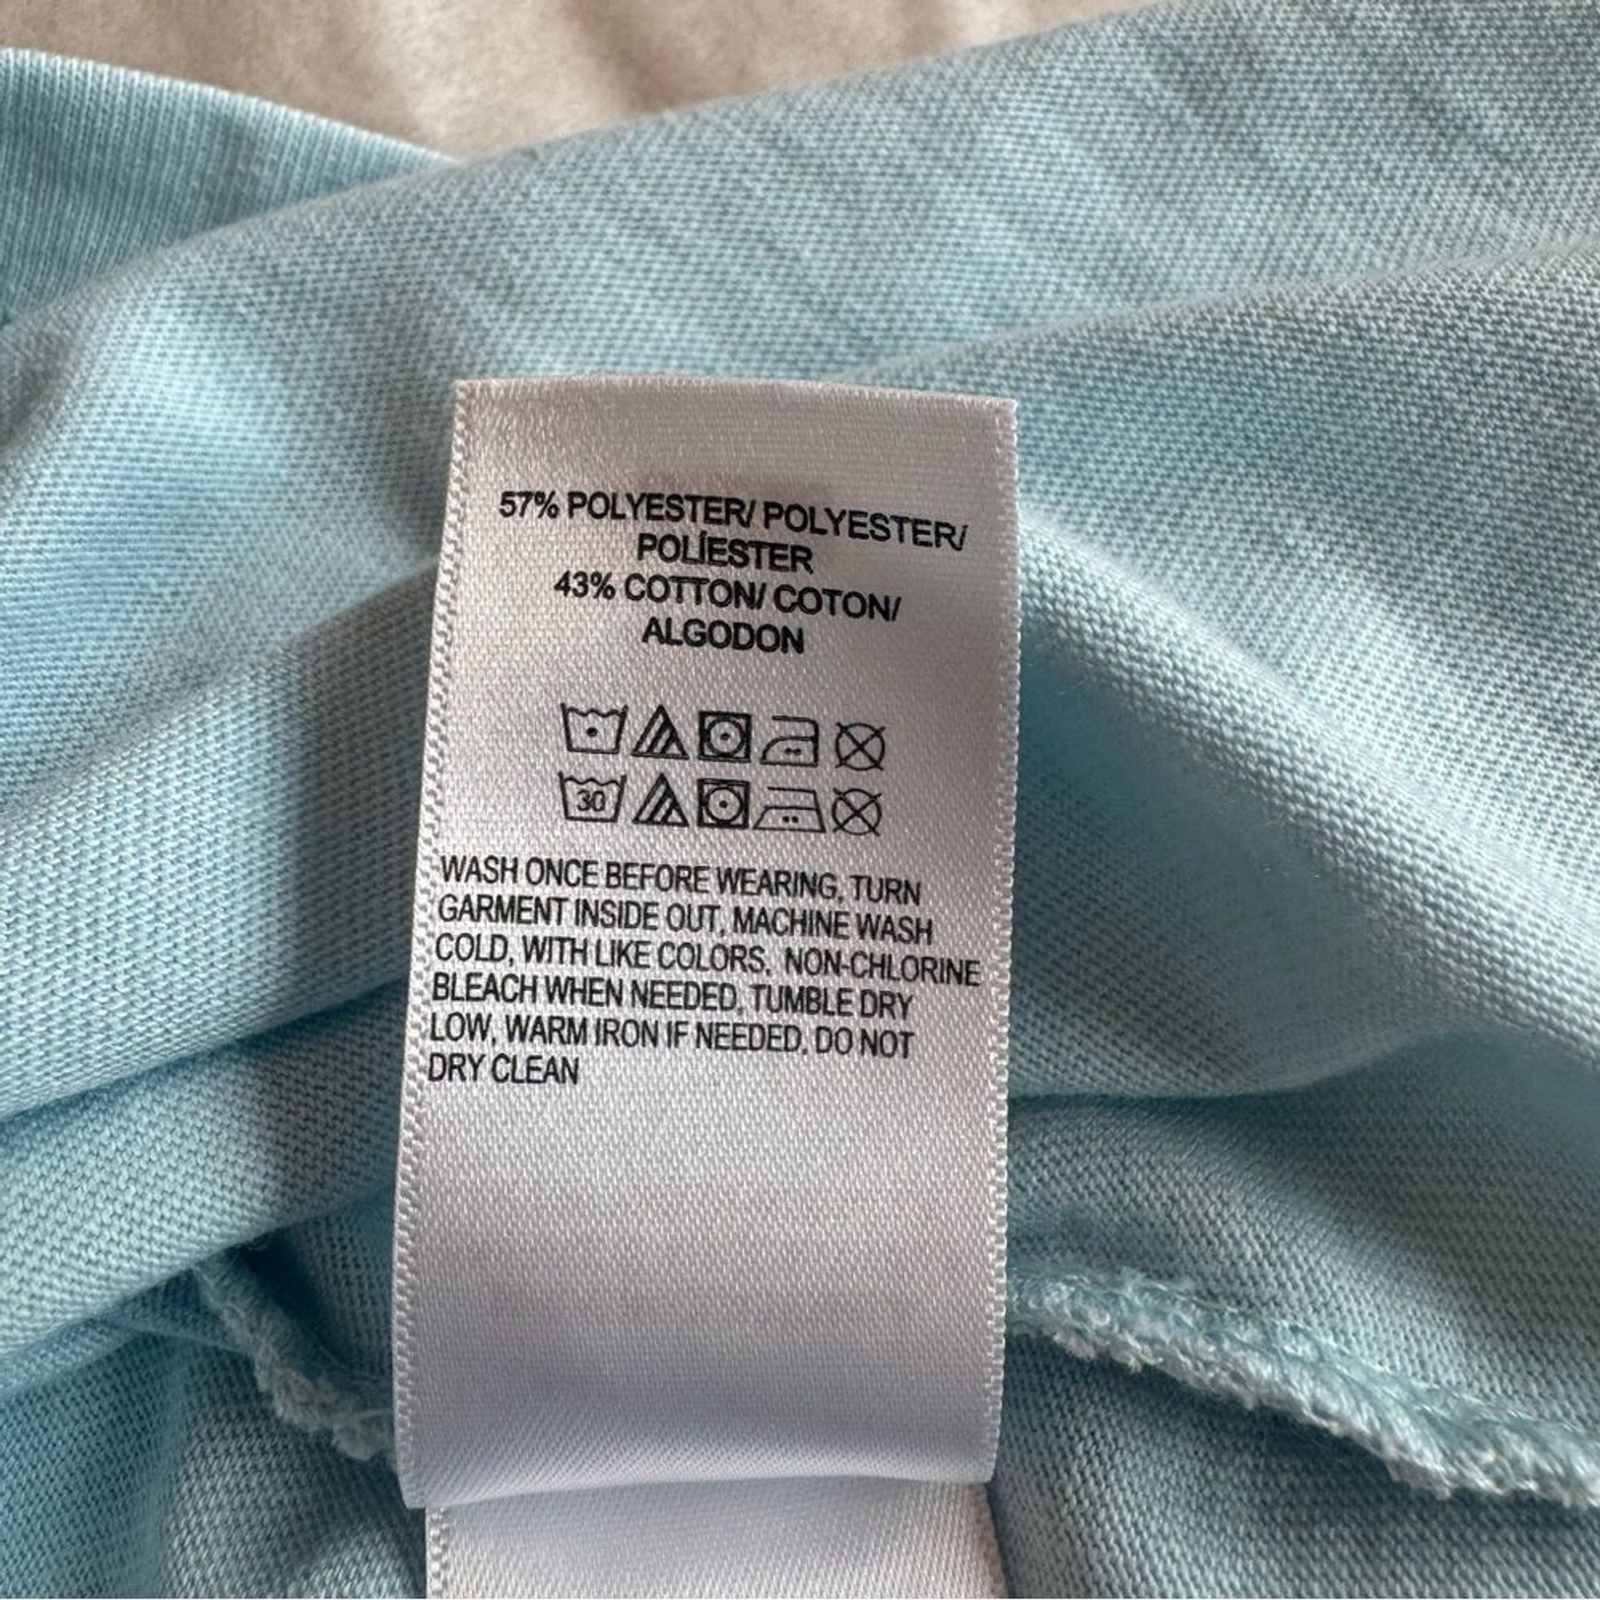 57% POLYESTER/ POLYESTER/
POLÍESTER
43% COTTON/ COTON/
ALGODON
30
WASH ONCE BEFORE WEARING, TURN
GARMENT INSIDE OUT, MACHINE WASH
COLD, WITH LIKE COLORS, NON-CHLORINE
BLEACH WHEN NEEDED, TUMBLE DRY
LOW, WARM IRON IF NEEDED, DO NOT
DRY CLEAN